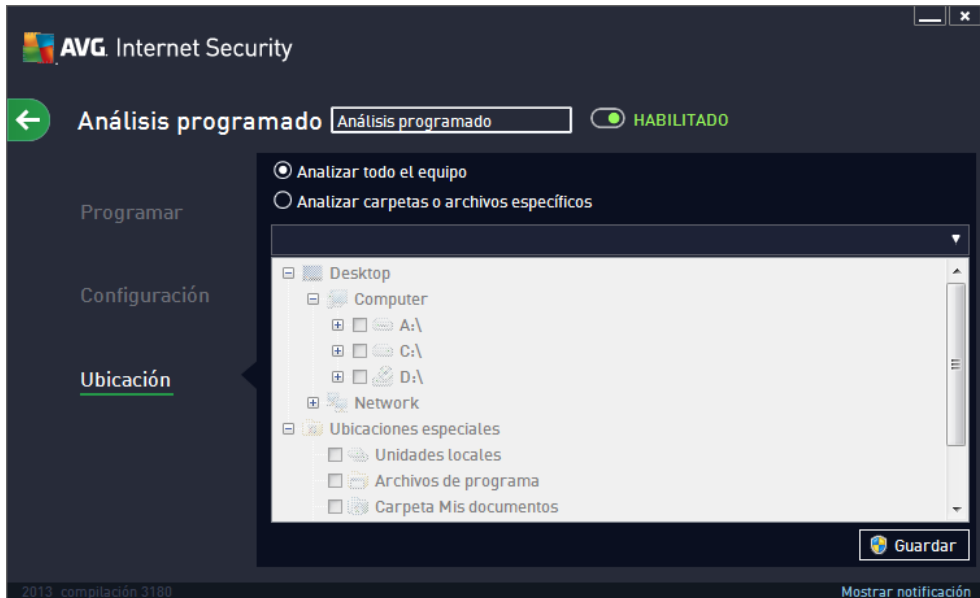 AVG. Internet Security
Análisis programado Análisis programado HABILITADO
Programar
Configuración
Ubicación
Analizar todo el equipo
Analizar carpetas o archivos específicos
Desktop
Computer
A:\
C:\
D:\
Network
Ubicaciones especiales
Unidades locales
Archivos de programa
Carpeta Mis documentos
Guardar
2013 compilación 3180
Mostrar notificación